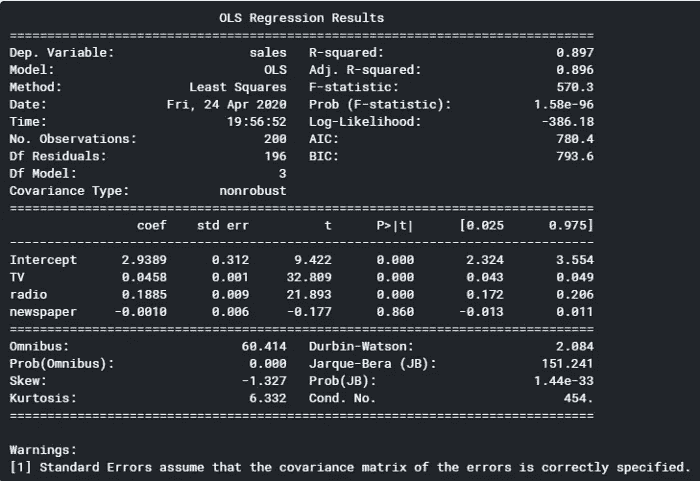 OLS Regression Results
==============================================================================
Dep. Variable: sales R-squared: 0.897
Model: OLS Adj. R-squared: 0.896
Method: Least Squares F-statistic: 570.3
Date: Fri, 24 Apr 2020 Prob (F-statistic): 1.58e-96
Time: 19:56:52 Log-Likelihood: -386.18
No. Observations: 200 AIC: 780.4
Df Residuals: 196 BIC: 793.6
Df Model: 3
Covariance Type: nonrobust
==============================================================================
coef std err t P>|t| [0.025 0.975]
------------------------------------------------------------------------------
Intercept 2.9389 0.312 9.422 0.000 2.324 3.554
TV 0.0458 0.001 32.809 0.000 0.043 0.049
radio 0.1885 0.009 21.893 0.000 0.172 0.206
newspaper -0.0010 0.006 -0.177 0.860 -0.013 0.011
==============================================================================
Omnibus: 60.414 Durbin-Watson: 2.084
Prob(Omnibus): 0.000 Jarque-Bera (JB): 151.241
Skew: -1.327 Prob(JB): 1.44e-33
Kurtosis: 6.332 Cond. No. 454.
==============================================================================
Warnings:
[1] Standard Errors assume that the covariance matrix of the errors is correctly specified.